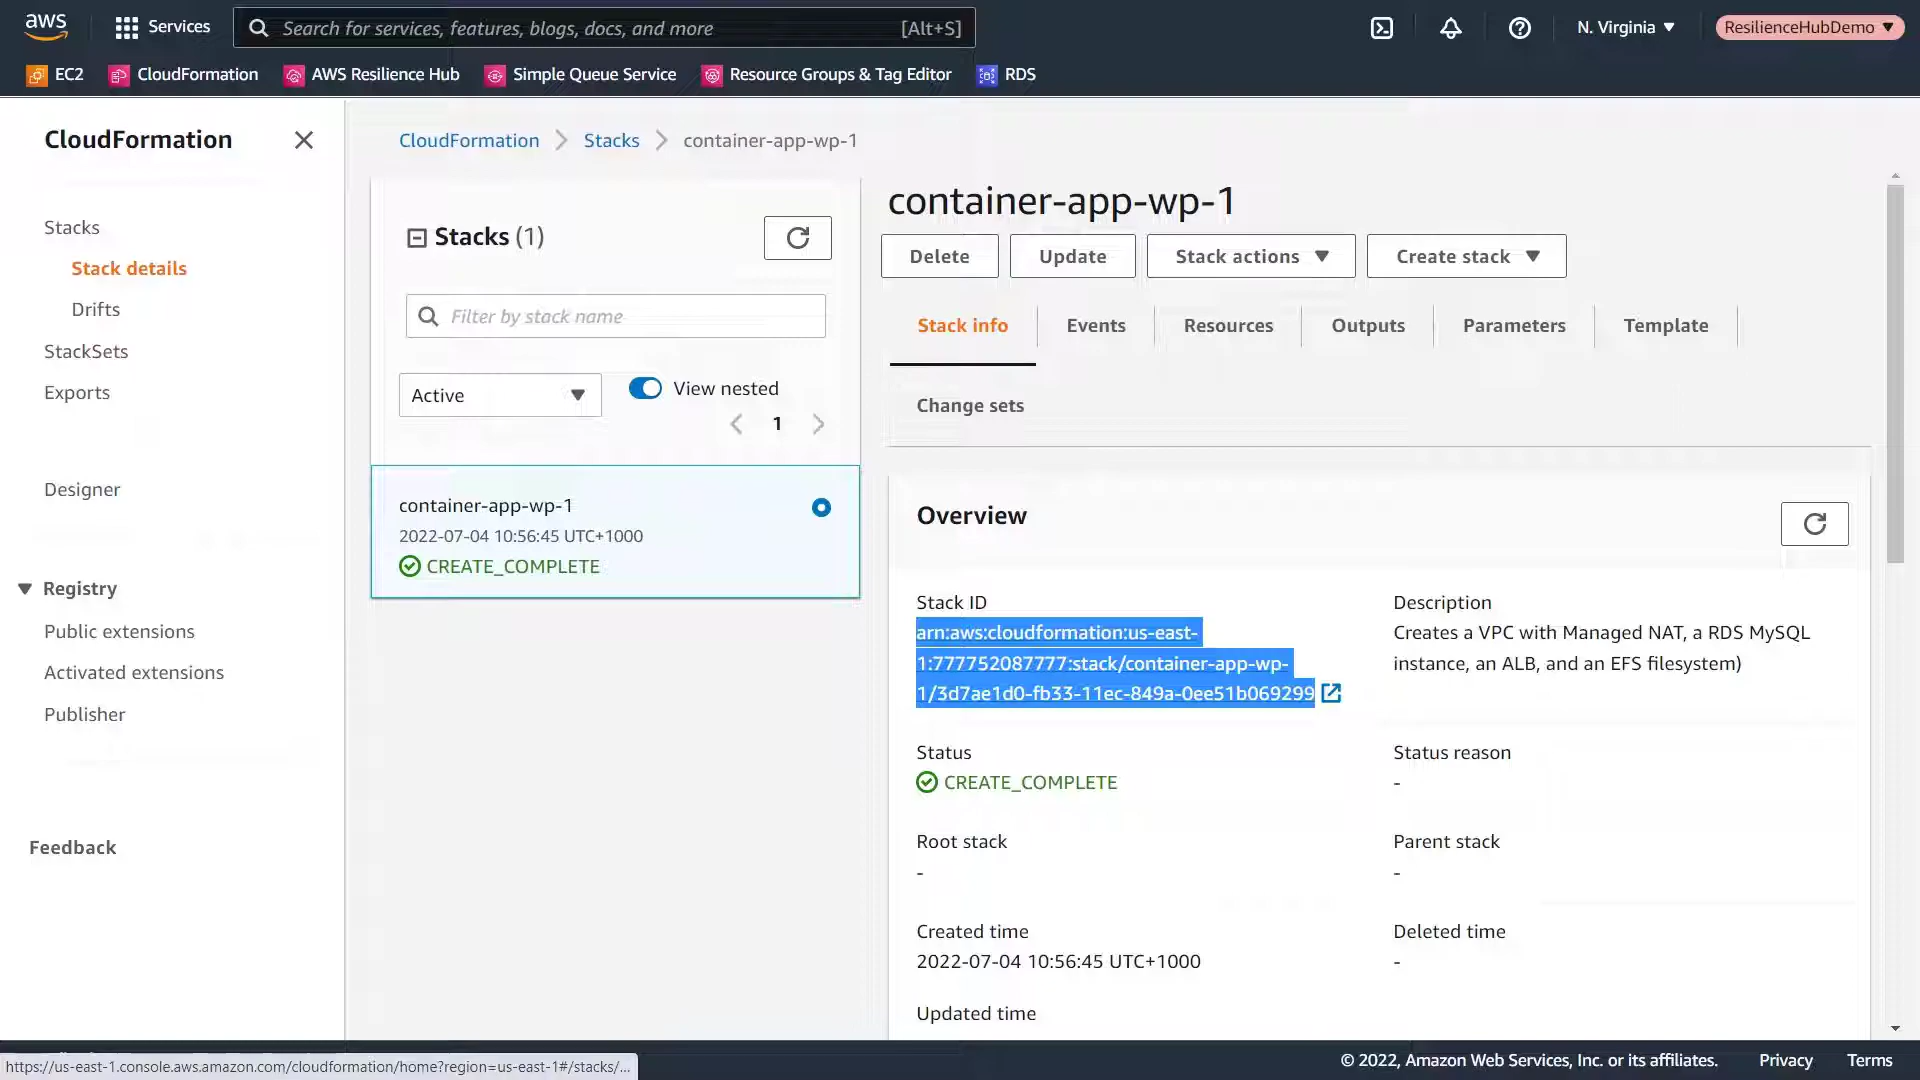 aws
Services
Search for services, features, blogs, docs, and more [Alt+S]
N. Virginia
ResilienceHubDemo
EC2
CloudFormation
AWS Resilience Hub
Simple Queue Service
Resource Groups & Tag Editor
RDS
CloudFormation
Stacks
Stack details
Drifts
StackSets
Exports
Designer
Registry
Public extensions
Activated extensions
Publisher
Feedback
CloudFormation
Stacks
container-app-wp-1
Stacks (1)
Filter by stack name
Active
View nested
1
container-app-wp-1
2022-07-04 10:56:45 UTC+1000
CREATE_COMPLETE
container-app-wp-1
Delete
Update
Stack actions
Create stack
Stack info
Events
Resources
Outputs
Parameters
Template
Change sets
Overview
Stack ID
arn:aws:cloudformation:us-east-
1:777752087777:stack/container-app-wp-
1/3d7ae1d0-fb33-11ec-849a-0ee51b069299
Description
Creates a VPC with Managed NAT, a RDS MySQL
instance, an ALB, and an EFS filesystem)
Status
CREATE_COMPLETE
Status reason
-
Root stack
-
Parent stack
-
Created time
2022-07-04 10:56:45 UTC+1000
Deleted time
-
Updated time
https://us-east-1.console.aws.amazon.com/cloudformation/home?region=us-east-1#/stacks/...
© 2022, Amazon Web Services, Inc. or its affiliates.
Privacy
Terms